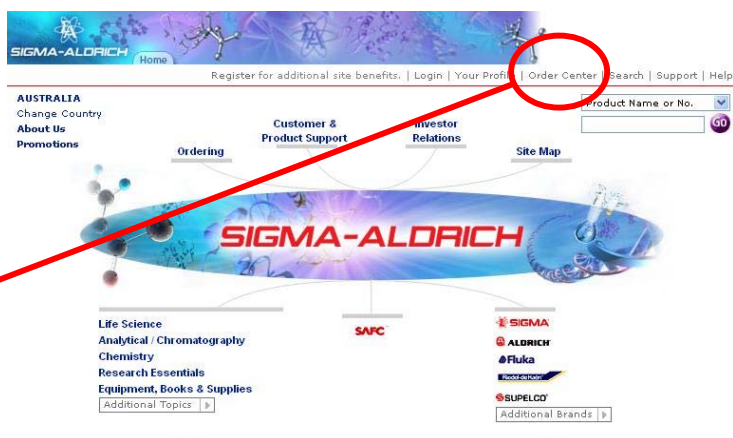 SIGMA-ALDRICH
Home
Register for additional site benefits. | Login | Your Profile | Order Center | Search | Support | Help
AUSTRALIA
Change Country
About Us
Promotions
Product Name or No.
GO
Ordering
Customer &
Product Support
Investor
Relations
Site Map
SIGMA-ALDRICH
Life Science
Analytical / Chromatography
Chemistry
Research Essentials
Equipment, Books & Supplies
Additional Topics
SAFC
SIGMA
ALDRICH
Fluka
Riedel-de Haën
SUPELCO
Additional Brands